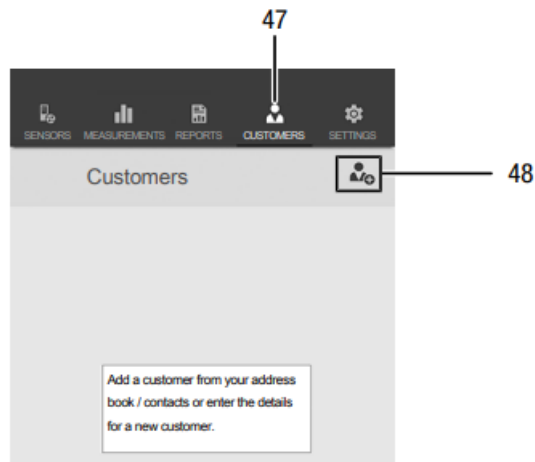 47
SENSORS MEASUREMENTS REPORTS CUSTOMERS SETTINGS
Customers
48
Add a customer from your address
book / contacts or enter the details
for a new customer.